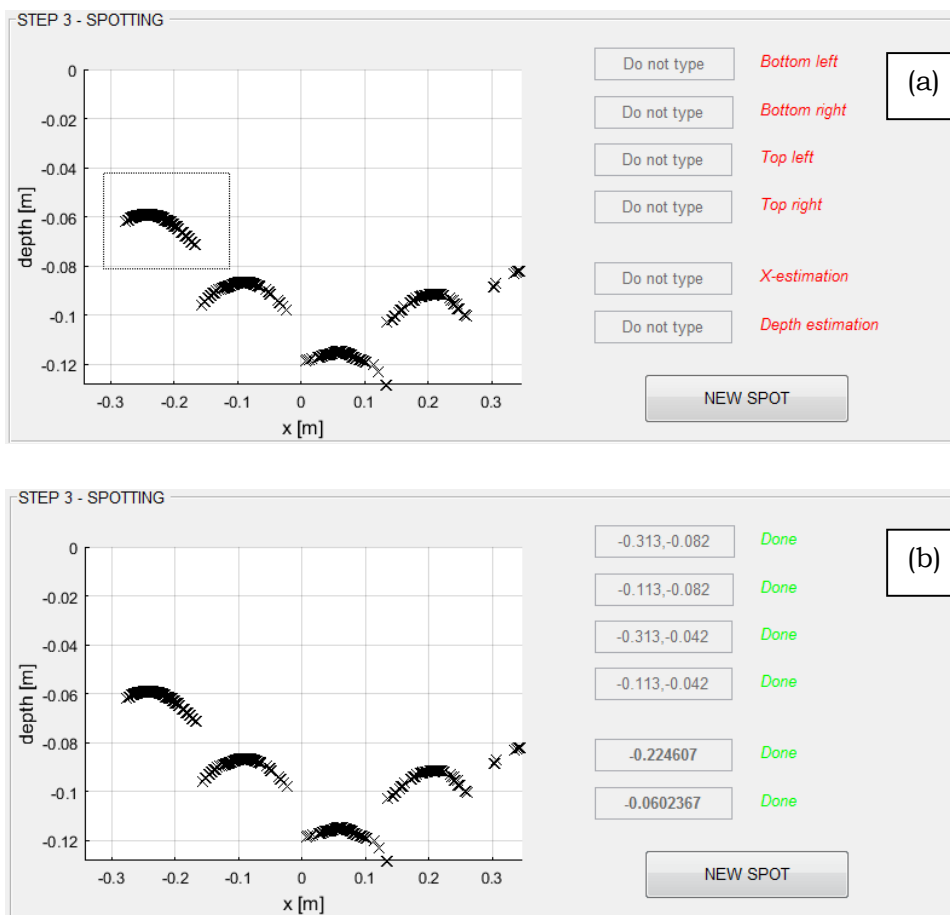 STEP 3 - SPOTTING
(a)
0
-0.02
-0.04
-0.06
-0.08
-0.1
-0.12
depth [m]
-0.3 -0.2 -0.1 0 0.1 0.2 0.3
x [m]
Do not type Bottom left
Do not type Bottom right
Do not type Top left
Do not type Top right
Do not type X-estimation
Do not type Depth estimation
NEW SPOT
STEP 3 - SPOTTING
(b)
0
-0.02
-0.04
-0.06
-0.08
-0.1
-0.12
depth [m]
-0.3 -0.2 -0.1 0 0.1 0.2 0.3
x [m]
-0.313,-0.082 Done
-0.113,-0.082 Done
-0.313,-0.042 Done
-0.113,-0.042 Done
-0.224607 Done
-0.0602367 Done
NEW SPOT